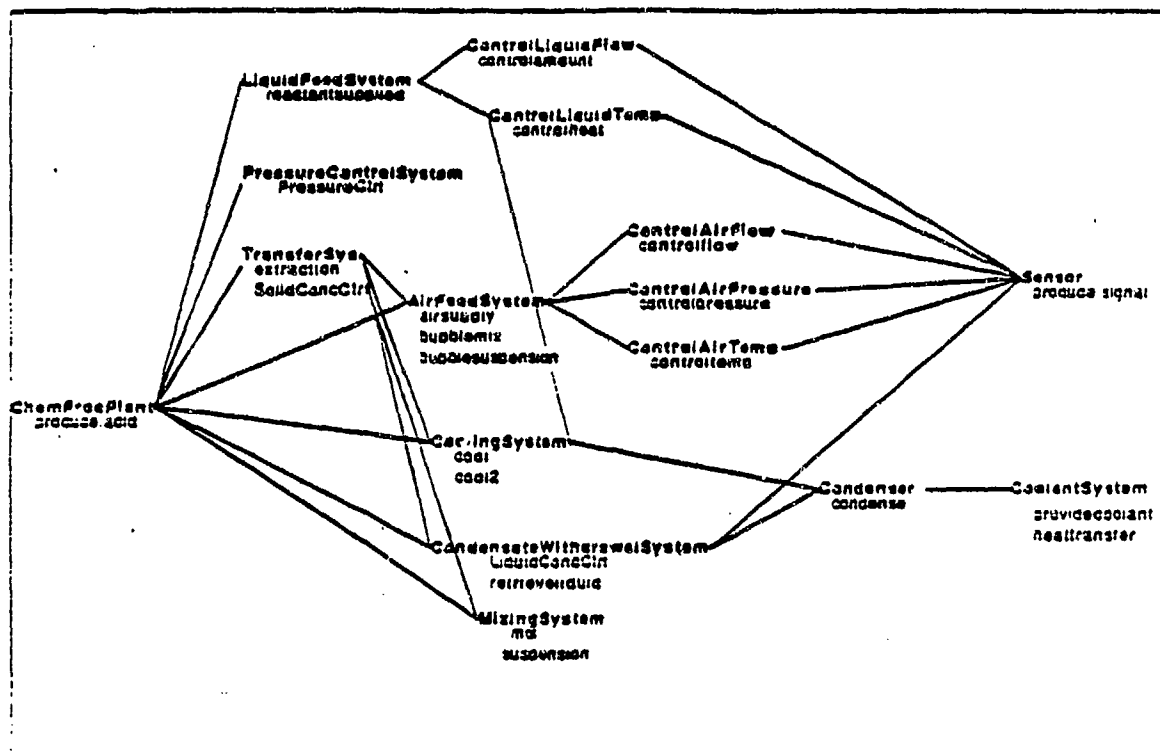 ControlLiquidFlow
controlamount
LiquidFeedSystem
reactantsupplied
ControlLiquidTemp
controlheat
PressureControlSystem
PressureCtrl
TransferSys
extraction
SolidConcCtrl
ControlAirFlow
controlflow
ControlAirPressure
controlpressure
ControlAirTemp
controltemp
AirFeedSystem
airsupply
bubblemix
bubblesuspension
Sensor
produce.signal
ChemProcPlant
produce.acid
cool1
cool2
Condenser
condense
CoolantSystem
providecoolant
heattransfer
CondensateWithdrawalSystem
LiquidConcCtrl
retrieveliquid
MixingSystem
mix
suspension